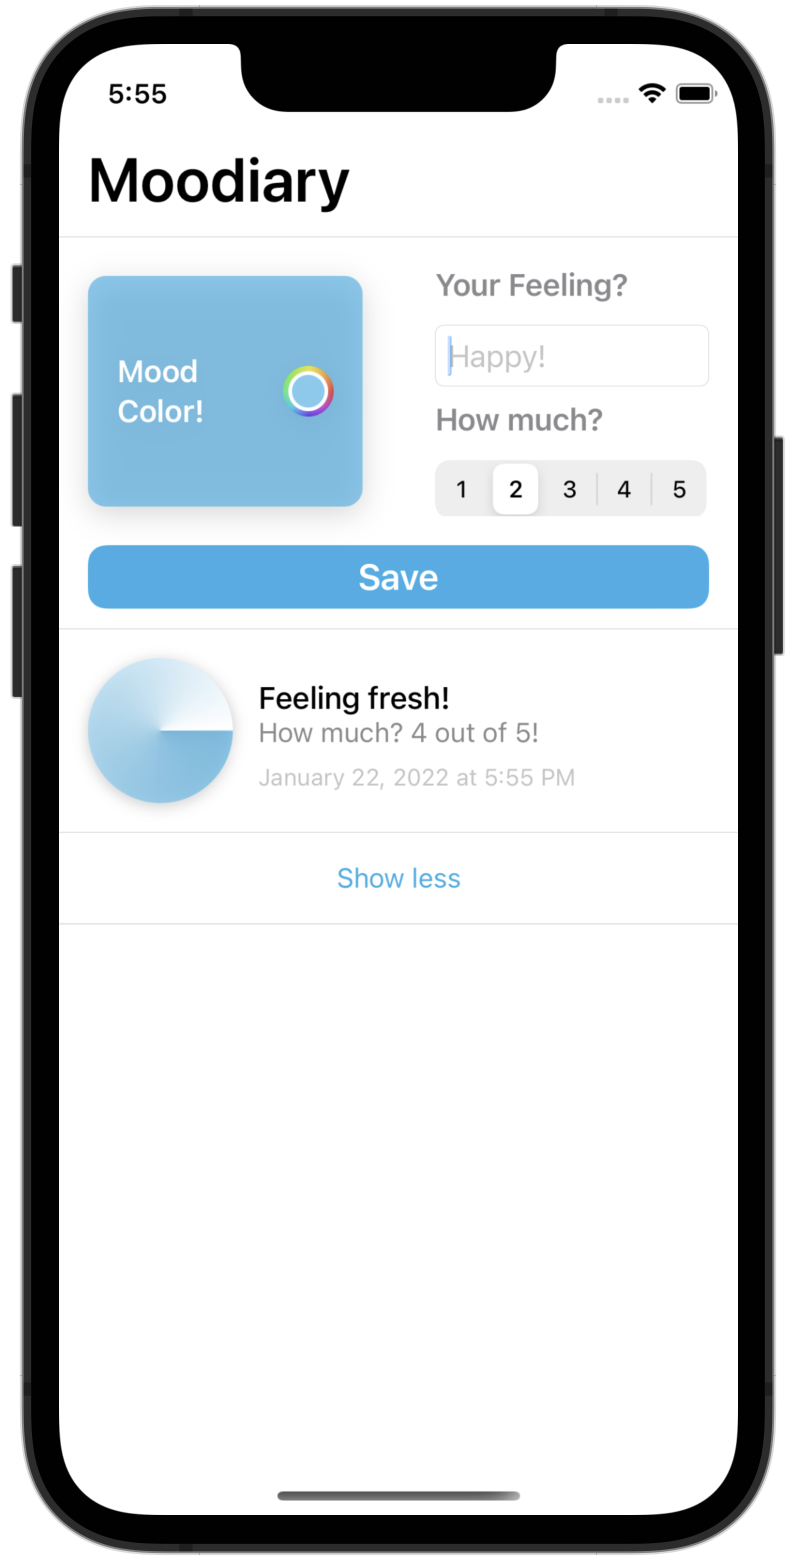 5:55
Moodiary
Mood
Color!
Your Feeling?
Happy!
How much?
1 2 3 4 5
Save
Feeling fresh!
How much? 4 out of 5!
January 22, 2022 at 5:55 PM
Show less